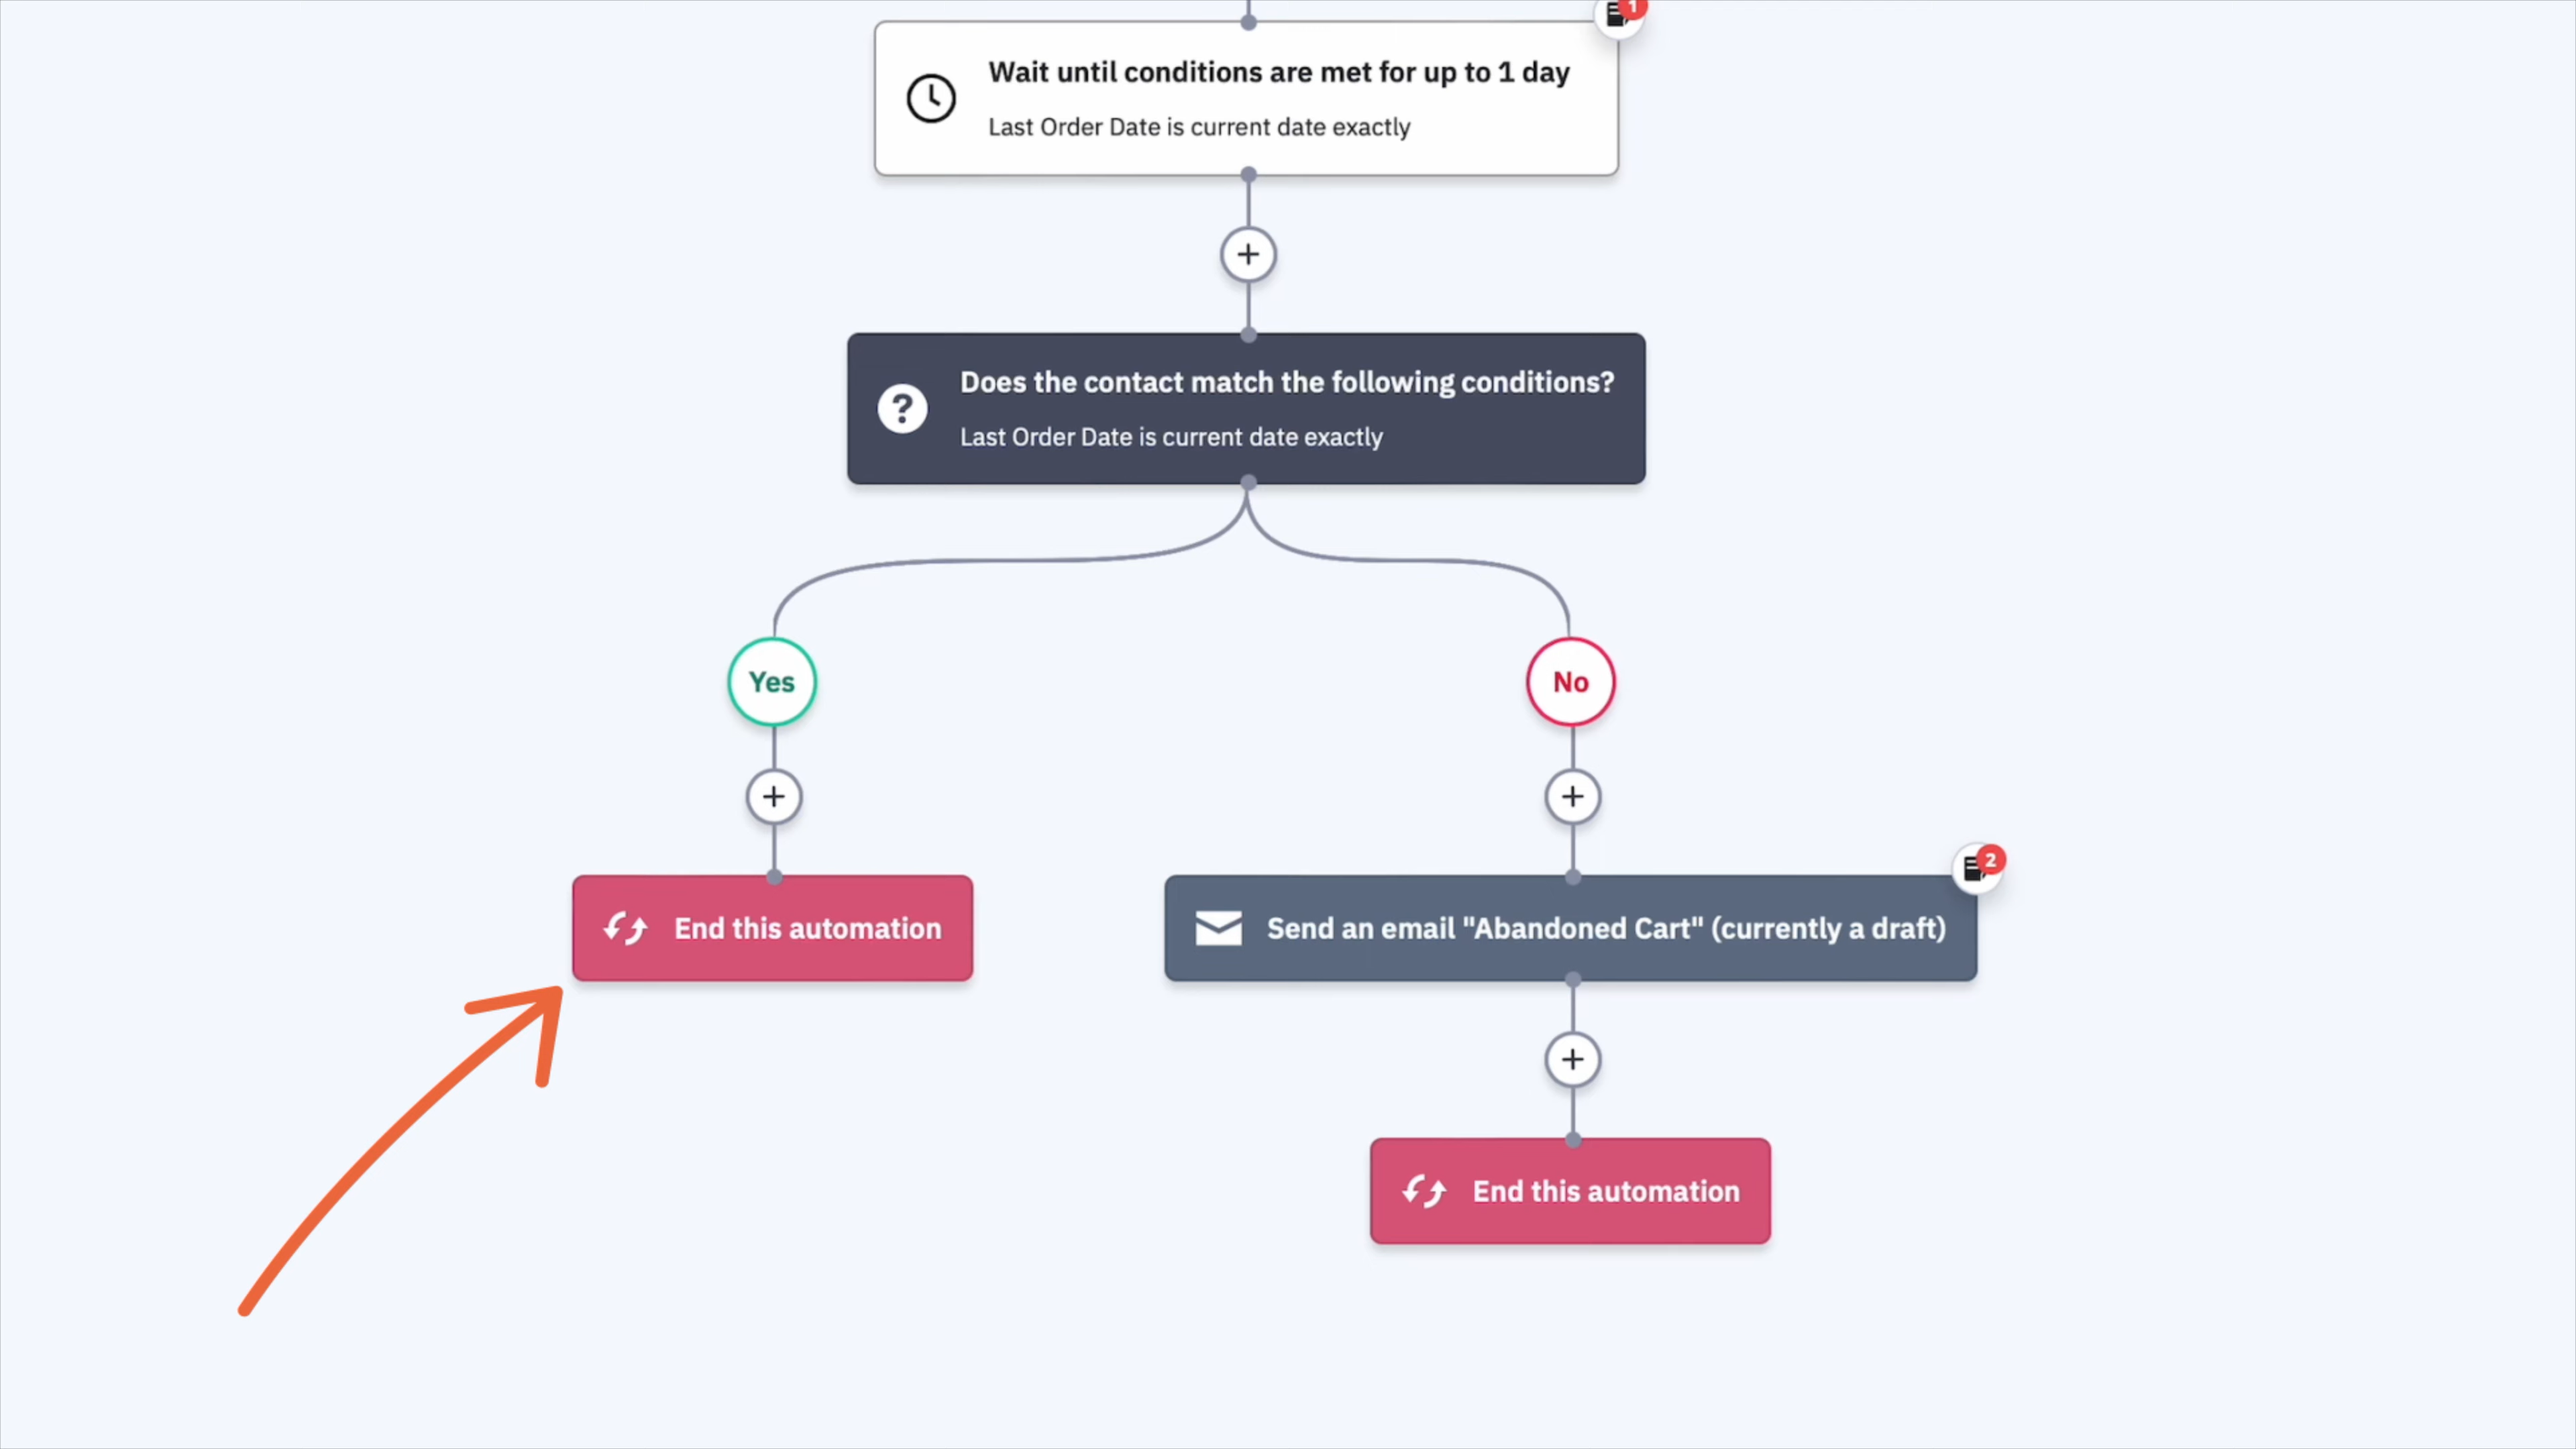 1
Wait until conditions are met for up to 1 day
Last Order Date is current date exactly
Does the contact match the following conditions?
Last Order Date is current date exactly
Yes
No
2
End this automation
Send an email "Abandoned Cart" (currently a draft)
End this automation